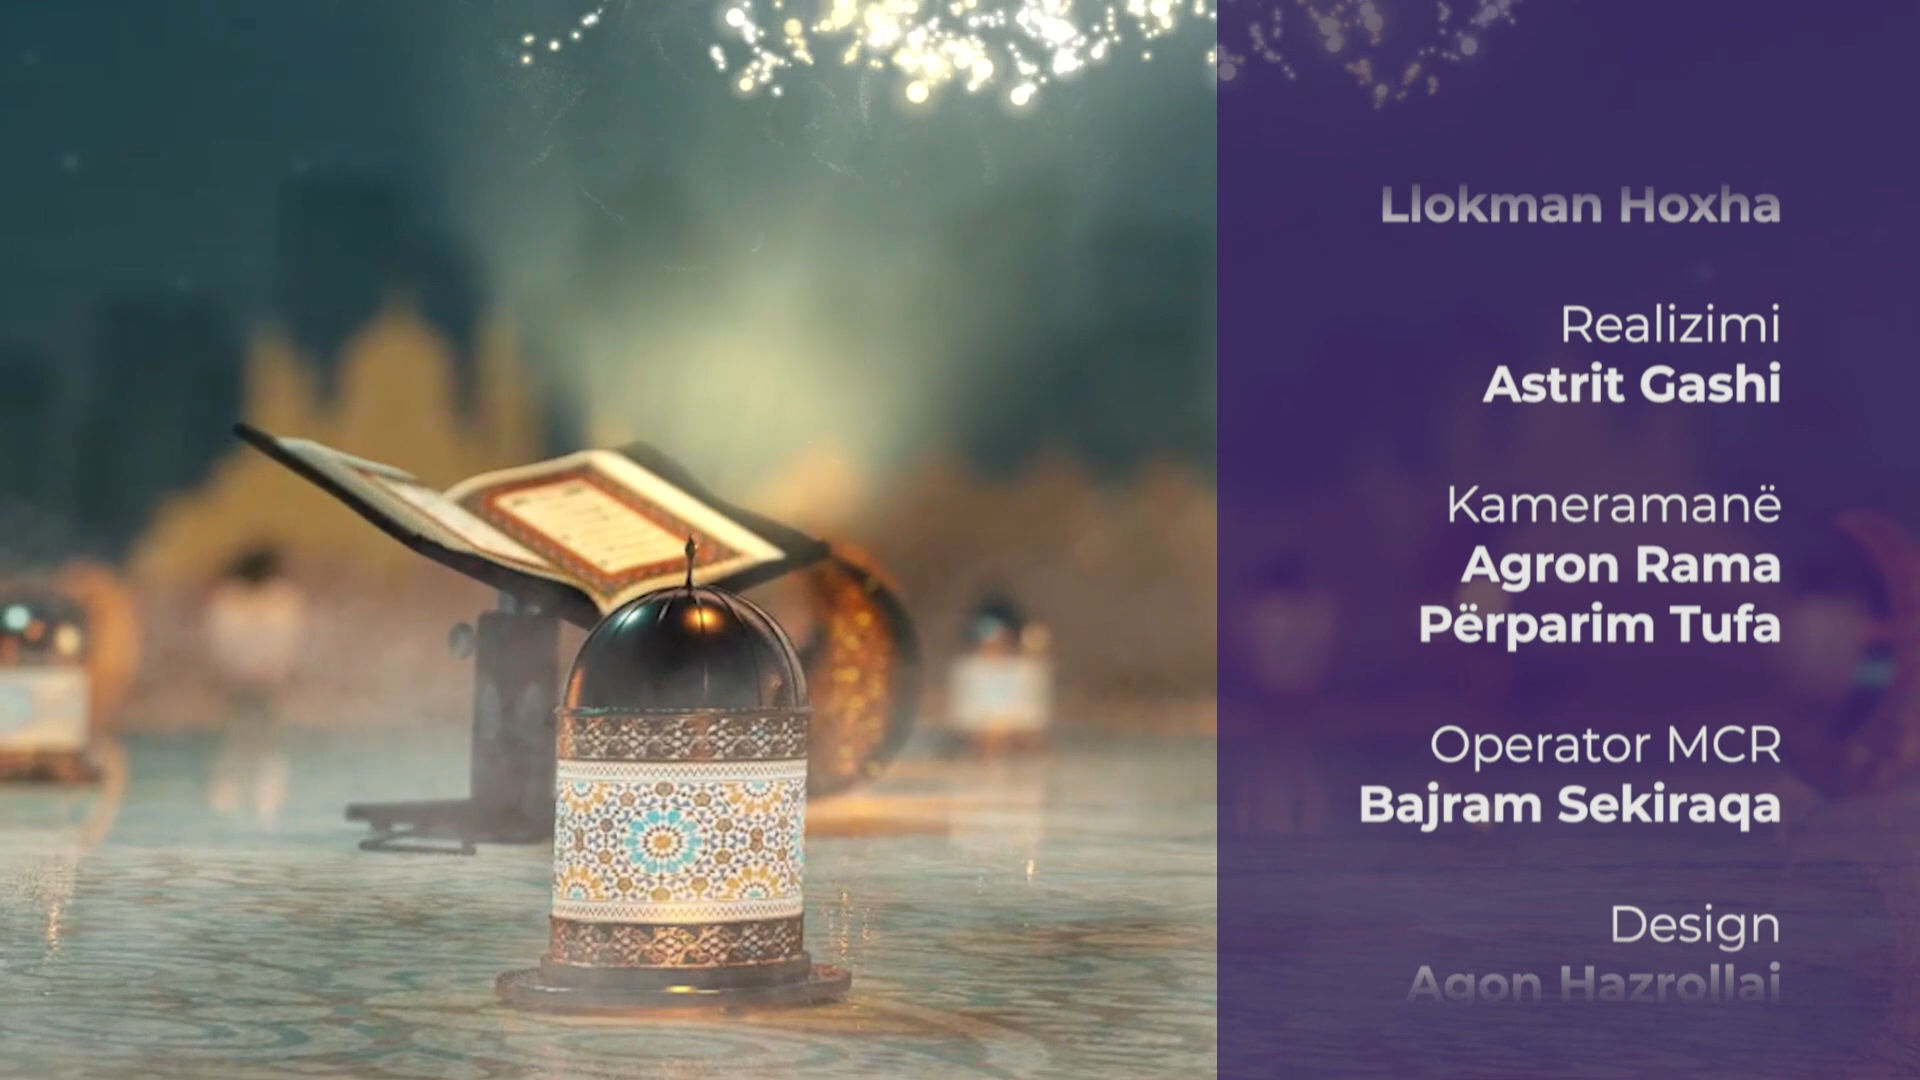 Llokman Hoxha
Realizimi
Astrit Gashi
Kameramanë
Agron Rama
Përparim Tufa
Operator MCR
Bajram Sekiraqa
Design
Agon Hazrollai